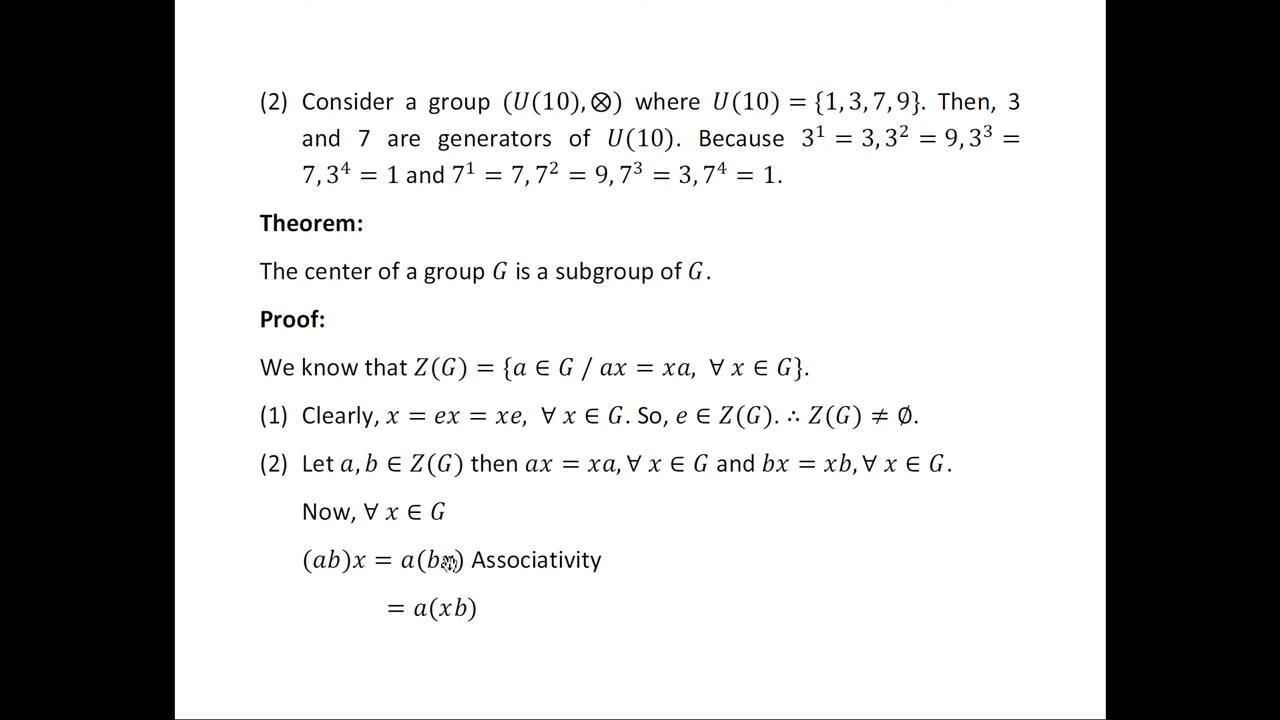 (2) Consider a group (𝑈(10), ⊗) where 𝑈(10) = {1, 3, 7, 9}. Then, 3
and 7 are generators of 𝑈(10). Because 3¹ = 3, 3² = 9, 3³ =
7, 3⁴ = 1 and 7¹ = 7, 7² = 9, 7³ = 3, 7⁴ = 1.
Theorem:
The center of a group 𝐺 is a subgroup of 𝐺.
Proof:
We know that 𝑍(𝐺) = {𝑎 ∈ 𝐺 / 𝑎𝑥 = 𝑥𝑎, ∀ 𝑥 ∈ 𝐺}.
(1) Clearly, 𝑥 = 𝑒𝑥 = 𝑥𝑒, ∀ 𝑥 ∈ 𝐺. So, 𝑒 ∈ 𝑍(𝐺). ∴ 𝑍(𝐺) ≠ ∅.
(2) Let 𝑎, 𝑏 ∈ 𝑍(𝐺) then 𝑎𝑥 = 𝑥𝑎, ∀ 𝑥 ∈ 𝐺 and 𝑏𝑥 = 𝑥𝑏, ∀ 𝑥 ∈ 𝐺.
Now, ∀ 𝑥 ∈ 𝐺
(𝑎𝑏)𝑥 = 𝑎(𝑏𝑥) Associativity
= 𝑎(𝑥𝑏)